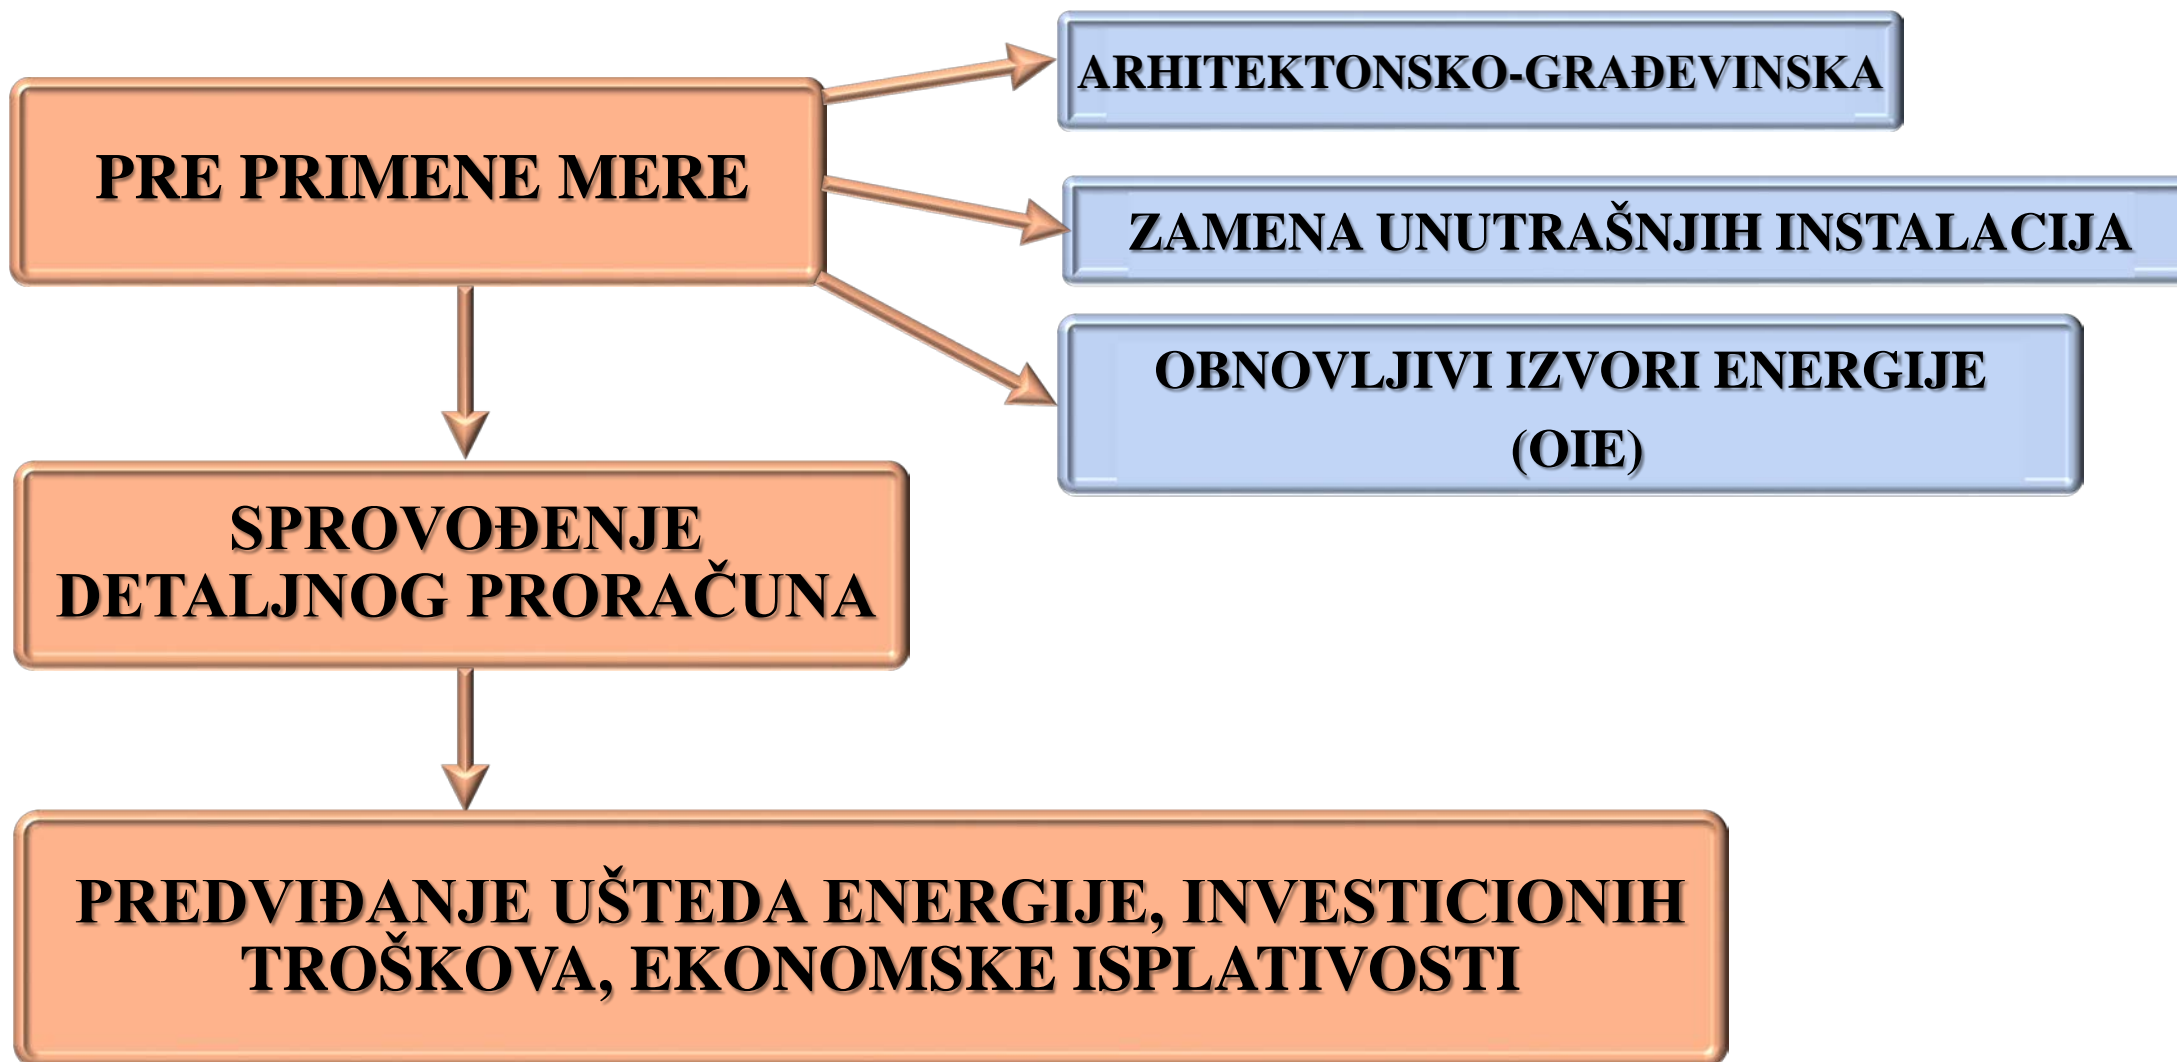 ARHITEKTONSKO-GRAĐEVINSKA
PRE PRIMENE MERE
ZAMENA UNUTRAŠNJIH INSTALACIJA
OBNOVLJIVI IZVORI ENERGIJE
(OIE)
SPROVOĐENJE
DETALJNOG PRORAČUNA
PREDVIĐANJE UŠTEDA ENERGIJE, INVESTICIONIH
TROŠKOVA, EKONOMSKE ISPLATIVOSTI